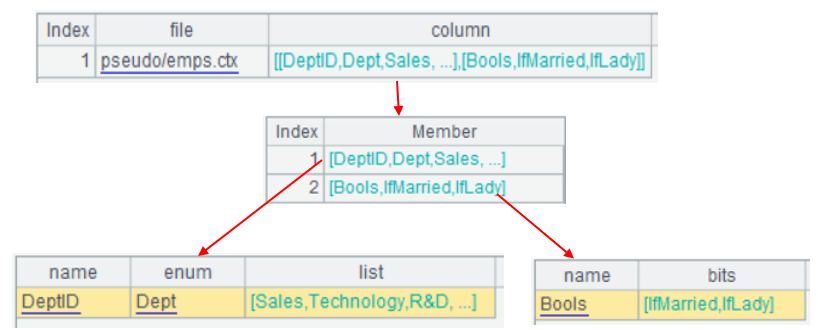 Index file column
1 pseudo/emps.ctx [[DeptID,Dept,Sales, ...],[Bools,IfMarried,IfLady]]
Index Member
1 [DeptID,Dept,Sales, ...]
2 [Bools,IfMarried,IfLady]
name enum list
DeptID Dept [Sales,Technology,R&D, ...]
name bits
Bools [IfMarried,IfLady]